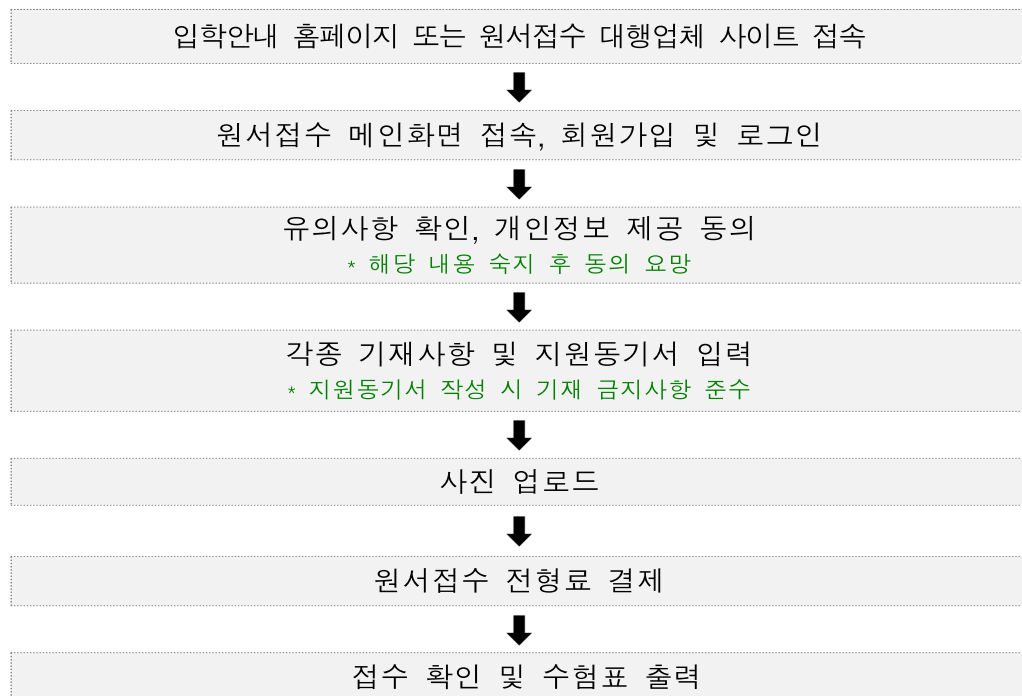 입학안내 홈페이지 또는 원서접수 대행업체 사이트 접속
원서접수 메인화면 접속, 회원가입 및 로그인
유의사항 확인, 개인정보 제공 동의
* 해당 내용 숙지 후 동의 요망
각종 기재사항 및 지원동기서 입력
* 지원동기서 작성 시 기재 금지사항 준수
사진 업로드
원서접수 전형료 결제
접수 확인 및 수험표 출력